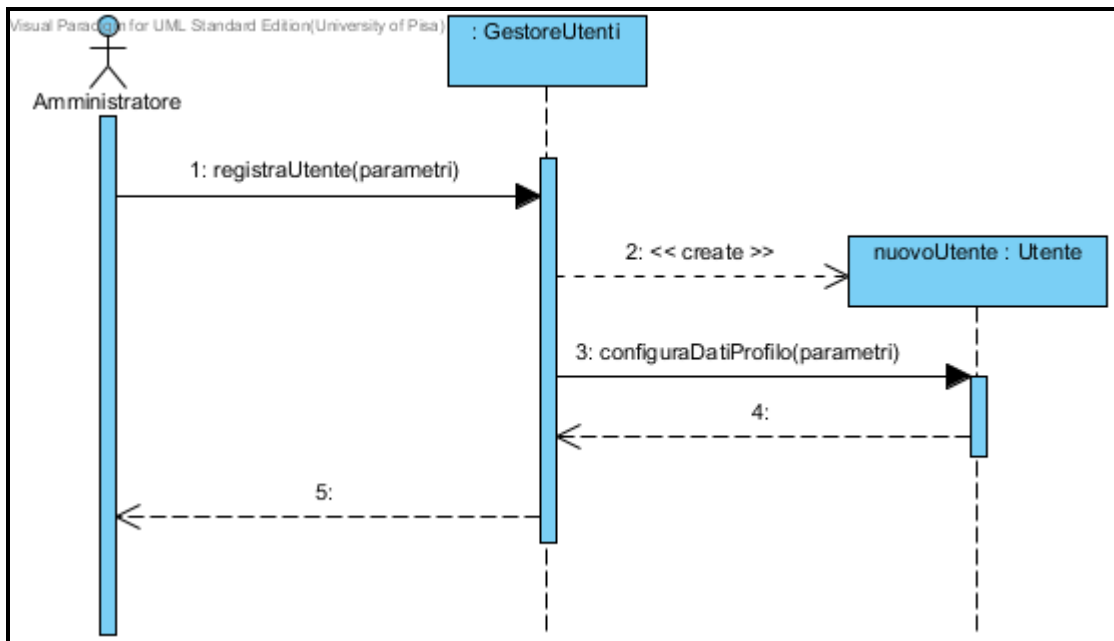 Visual Paradigm for UML Standard Edition(University of Pisa)
: GestoreUtenti
Amministratore
1: registraUtente(parametri)
2: << create >>
nuovoUtente : Utente
3: configuraDatiProfilo(parametri)
4:
5: